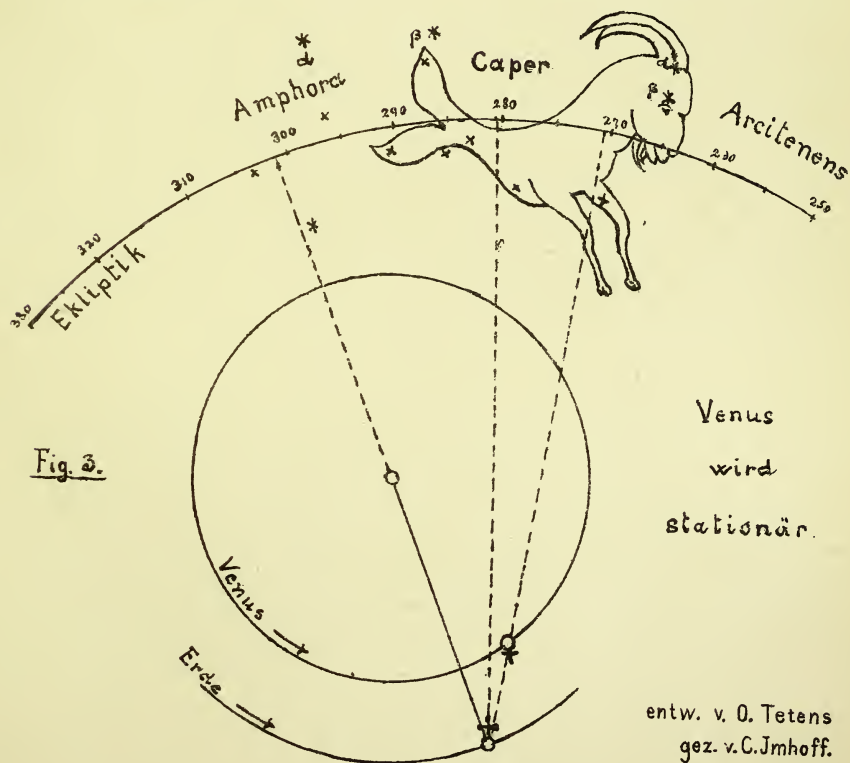 α
β
Caper
Amphora
β
Arcitenens
330
320
310
300
290
280
270
250
Ekliptik
Fig. 3.
Venus
wird
stationär.
Venus
Erde
entw. v. O. Tetens
gez. v. C. Jmhoff.